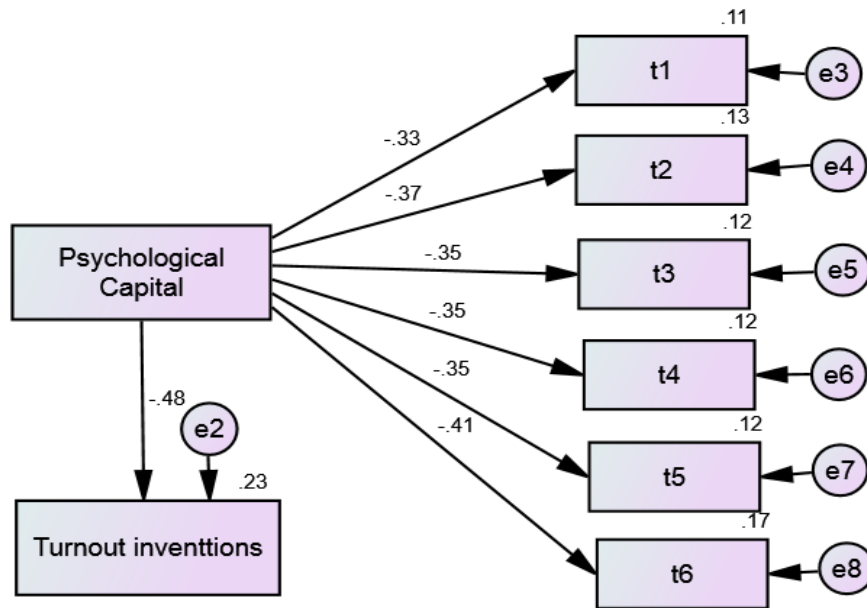 .11
t1
e3
-.33
.13
t2
e4
-.37
.12
Psychological
Capital
-.35
t3
e5
-.35
.12
t4
e6
-.35
-.48
e2
-.41
.12
t5
e7
.23
Turnout inventtions
.17
t6
e8